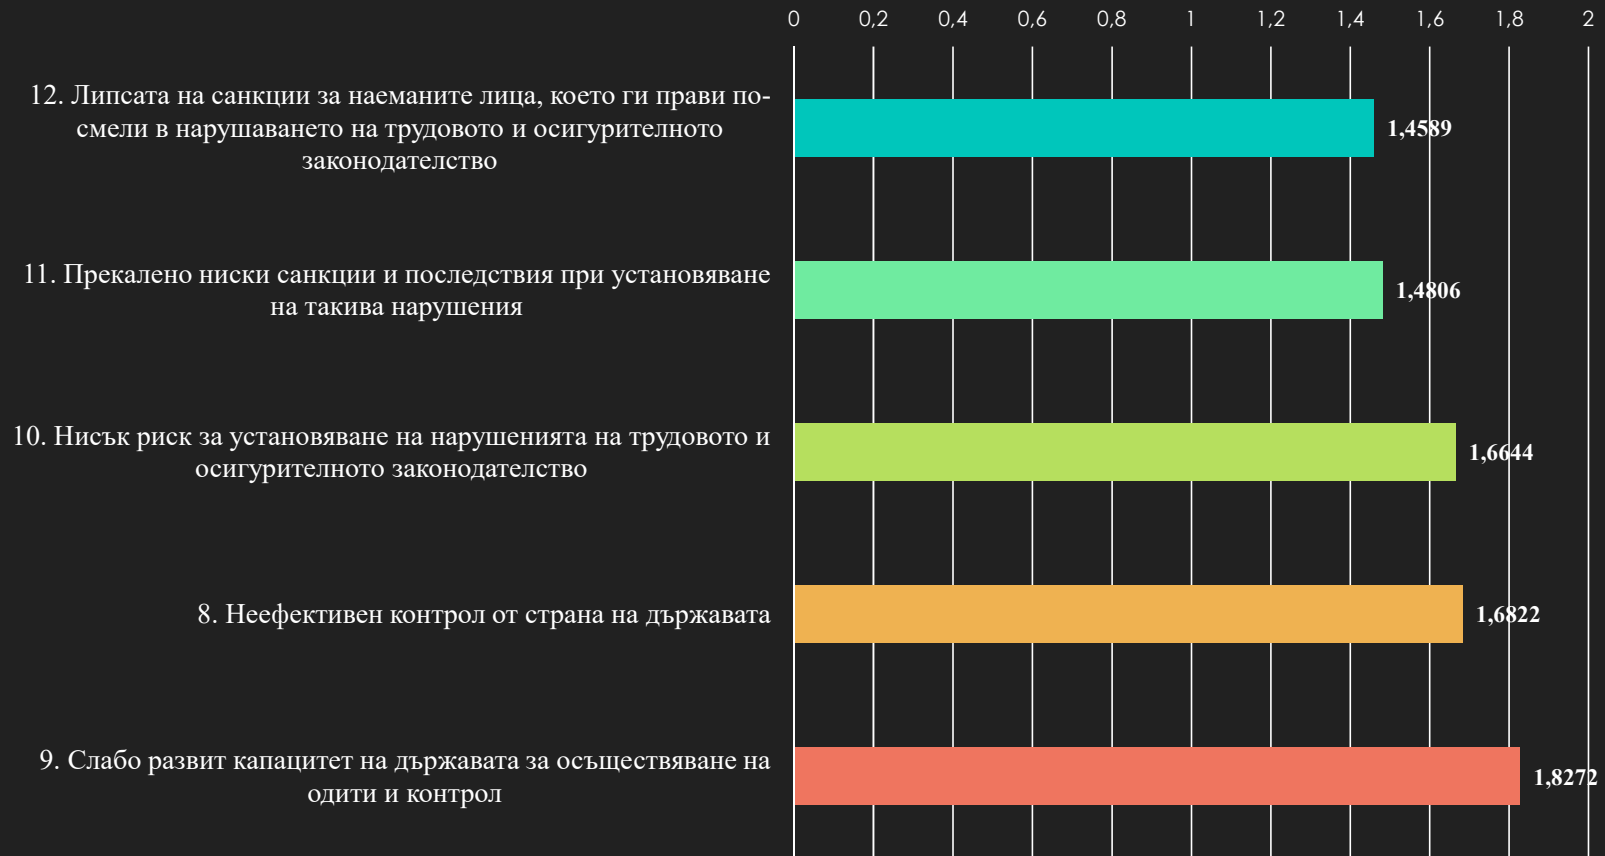 0 0,2 0,4 0,6 0,8 1 1,2 1,4 1,6 1,8 2
12. Липсата на санкции за наеманите лица, което ги прави по-
смели в нарушаването на трудовото и осигурителното
законодателство
1,4589
11. Прекалено ниски санкции и последствия при установяване
на такива нарушения
1,4806
10. Нисък риск за установяване на нарушенията на трудовото и
осигурителното законодателство
1,6644
8. Неефективен контрол от страна на държавата
1,6822
9. Слабо развит капацитет на държавата за осъществяване на
одити и контрол
1,8272